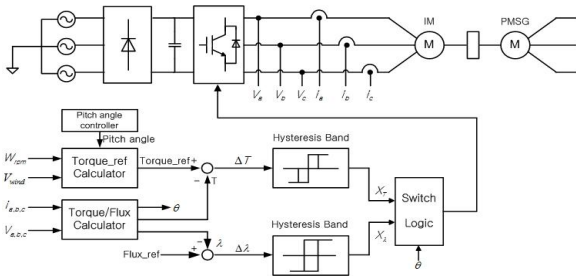 IM
PMSG
M
M
Va
Vb
Vc
ia
ib
ic
Pitch angle
controller
Pitch angle
Hysteresis Band
Wrpm
Vwind
Torque_ref
Calculator
Torque_ref
+
−
T
ΔT
XT
ia,b,c
Va,b,c
Torque/Flux
Calculator
θ
Switch
Logic
Hysteresis Band
Xλ
−
λ
Flux_ref
+
Δλ
θ